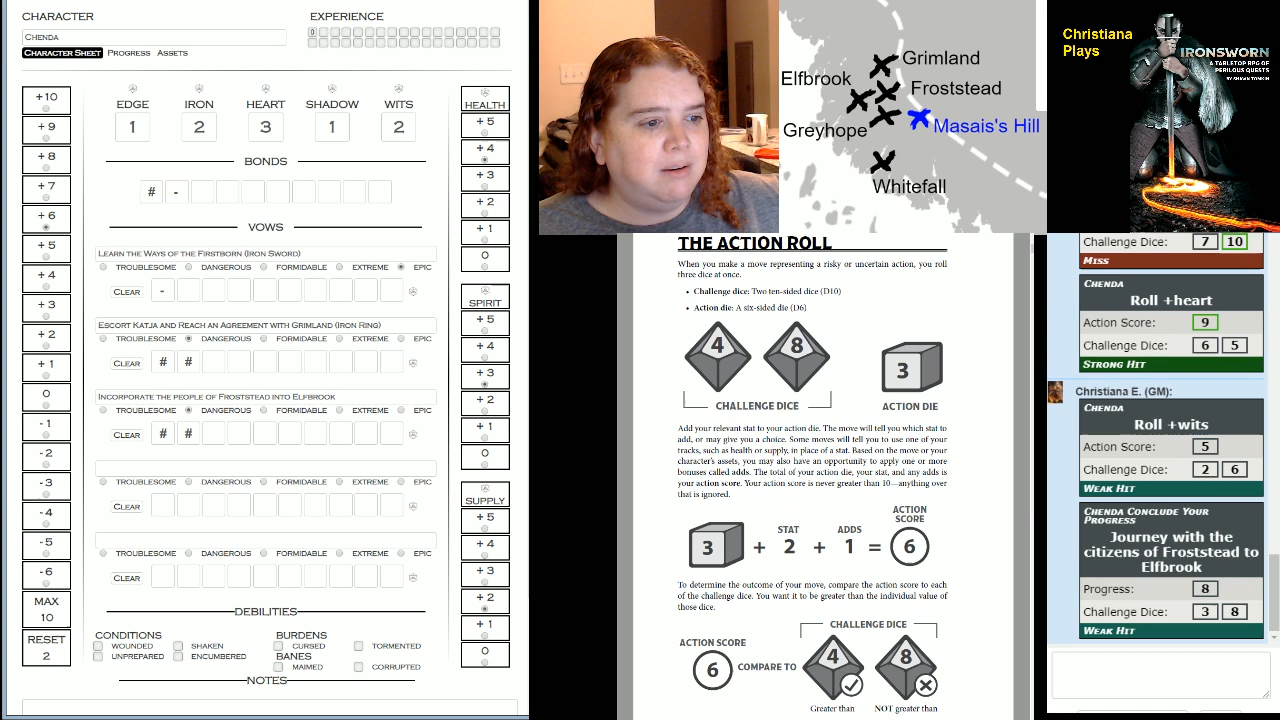 CHARACTER
EXPERIENCE
Chenda
0
Character Sheet Progress Assets
+10
+9
+8
+7
+6
+5
+4
+3
+2
+1
0
-1
-2
-3
-4
-5
-6
MAX
10
RESET
2
EDGE IRON HEART SHADOW WITS
1 2 3 1 2
BONDS
# -
VOWS
Learn the Ways of the Firstborn (Iron Sword)
TROUBLESOME DANGEROUS FORMIDABLE EXTREME EPIC
CLEAR -
Escort Katja and Reach an Agreement with Grimland (Iron Ring)
TROUBLESOME DANGEROUS FORMIDABLE EXTREME EPIC
CLEAR # #
Incorporate the people of Froststead into Elfbrook
TROUBLESOME DANGEROUS FORMIDABLE EXTREME EPIC
CLEAR # #
TROUBLESOME DANGEROUS FORMIDABLE EXTREME EPIC
CLEAR
TROUBLESOME DANGEROUS FORMIDABLE EXTREME EPIC
CLEAR
DEBILITIES
CONDITIONS
WOUNDED SHAKEN
UNPREPARED ENCUMBERED
BURDENS
CURSED TORMENTED
BANES
MAIMED CORRUPTED
NOTES
HEALTH
+5
+4
+3
+2
+1
0
SPIRIT
+5
+4
+3
+2
+1
0
SUPPLY
+5
+4
+3
+2
+1
0
Grimland
Elfbrook
Froststead
Masais's Hill
Greyhope
Whitefall
Christiana
Plays
IRONSWORN
A TABLETOP RPG OF
PERILOUS QUESTS
BY SHAWN TOMKIN
THE ACTION ROLL
When you make a move representing a risky or uncertain action, you roll
three dice at once.
• Challenge dice: Two ten-sided dice (D10)
• Action die: A six-sided die (D6)
4 8 3
CHALLENGE DICE ACTION DIE
Add your relevant stat to your action die. The move will tell you which stat to
add, or may give you a choice. Some moves will tell you to use one of your
tracks, such as health or supply, in place of a stat. Based on the move or your
character's assets, you may also have an opportunity to apply one or more
bonuses called adds. The total of your action die, your stat, and any adds is
your action score. Your action score is never greater than 10—anything over
that is ignored.
STAT ADDS ACTION
SCORE
3 + 2 + 1 = 6
To determine the outcome of your move, compare the action score to each
of the challenge dice. You want it to be greater than the individual value of
those dice.
CHALLENGE DICE
ACTION SCORE
6 COMPARE TO 4 8
Greater than NOT greater than
Challenge Dice: 7 10
Miss
Chenda
Roll +heart
Action Score: 9
Challenge Dice: 6 5
Strong Hit
Christiana E. (GM):
Chenda
Roll +wits
Action Score: 5
Challenge Dice: 2 6
Weak Hit
Chenda Conclude Your
Progress
Journey with the
citizens of Froststead to
Elfbrook
Progress: 8
Challenge Dice: 3 8
Weak Hit